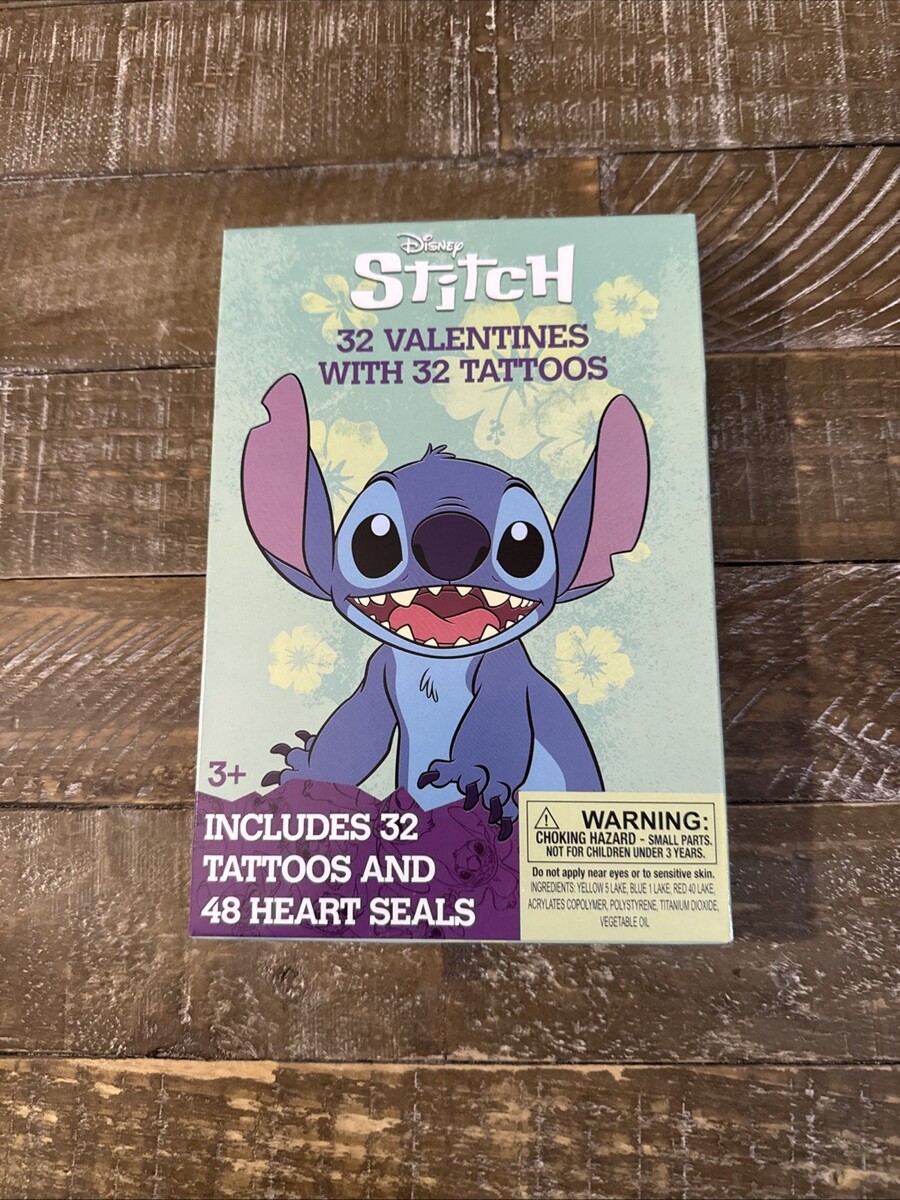 Disney
Stitch
32 VALENTINES
WITH 32 TATTOOS
3+
INCLUDES 32
TATTOOS AND
48 HEART SEALS
WARNING:
CHOKING HAZARD - SMALL PARTS.
NOT FOR CHILDREN UNDER 3 YEARS.
Do not apply near eyes or to sensitive skin.
INGREDIENTS: YELLOW 5 LAKE, BLUE 1 LAKE, RED 40 LAKE,
ACRYLATES COPOLYMER, POLYSTYRENE, TITANIUM DIOXIDE,
VEGETABLE OIL